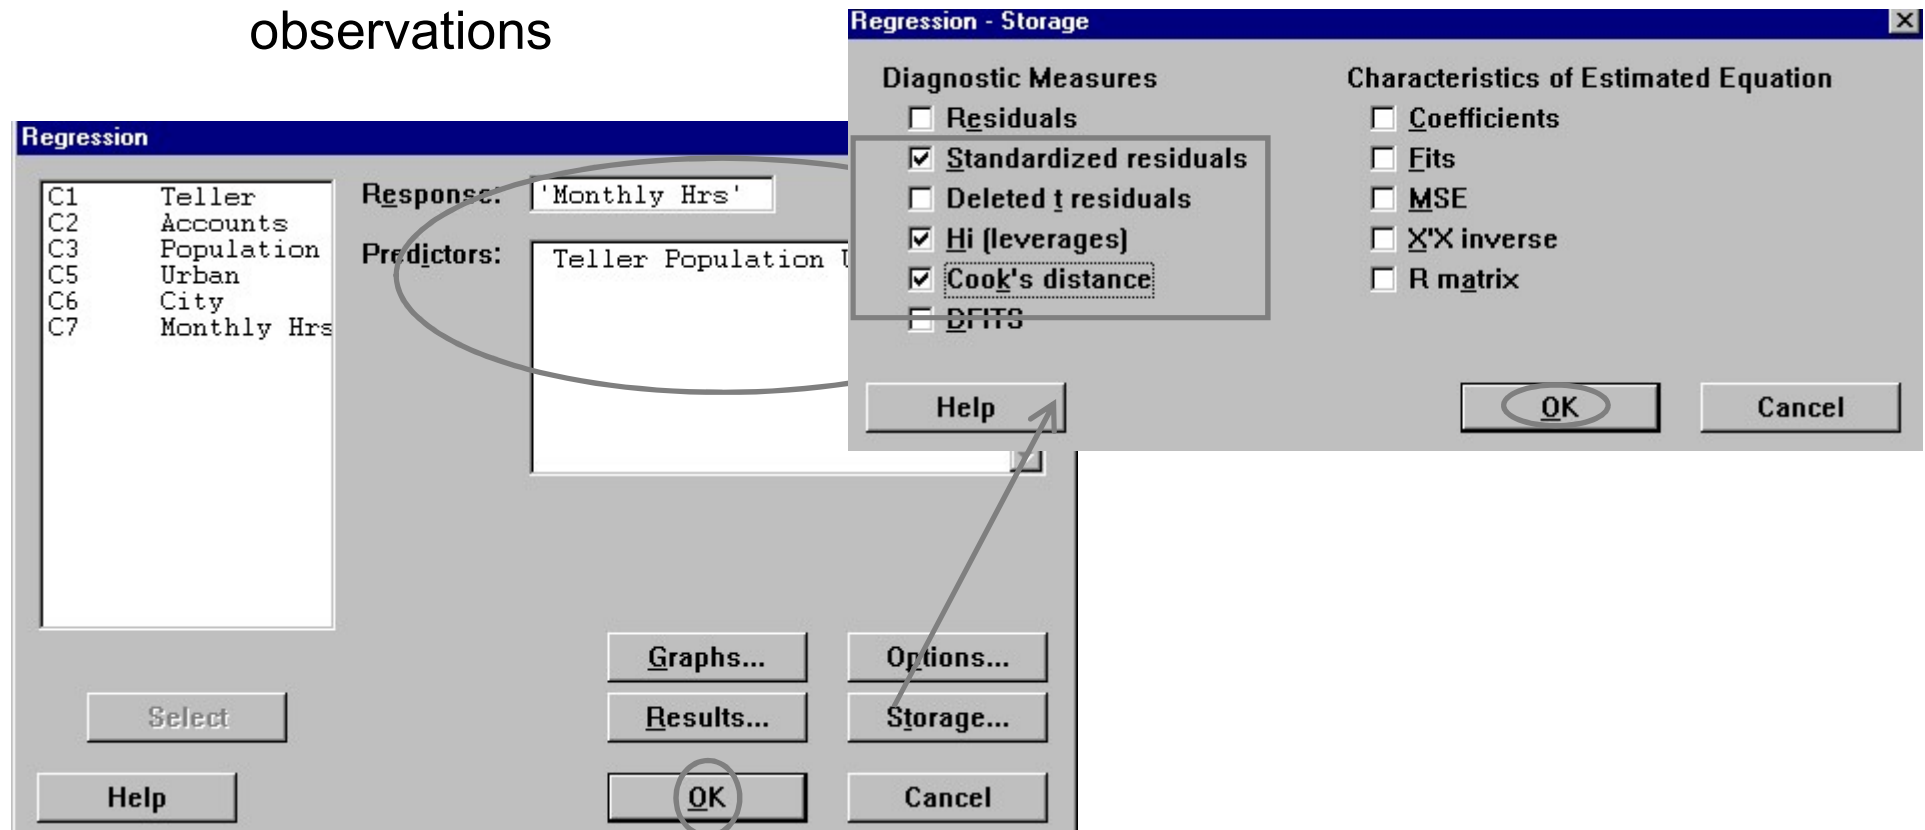 observations
Regression
C1 Teller
C2 Accounts
C3 Population
C5 Urban
C6 City
C7 Monthly Hrs
Response: 'Monthly Hrs'
Predictors: Teller Population
Select
Help
Graphs...
Options...
Results...
Storage...
OK
Cancel
Regression - Storage
Diagnostic Measures
Residuals
Standardized residuals
Deleted t residuals
Hi (leverages)
Cook's distance
DFITS
Characteristics of Estimated Equation
Coefficients
Fits
MSE
X'X inverse
R matrix
Help
OK
Cancel